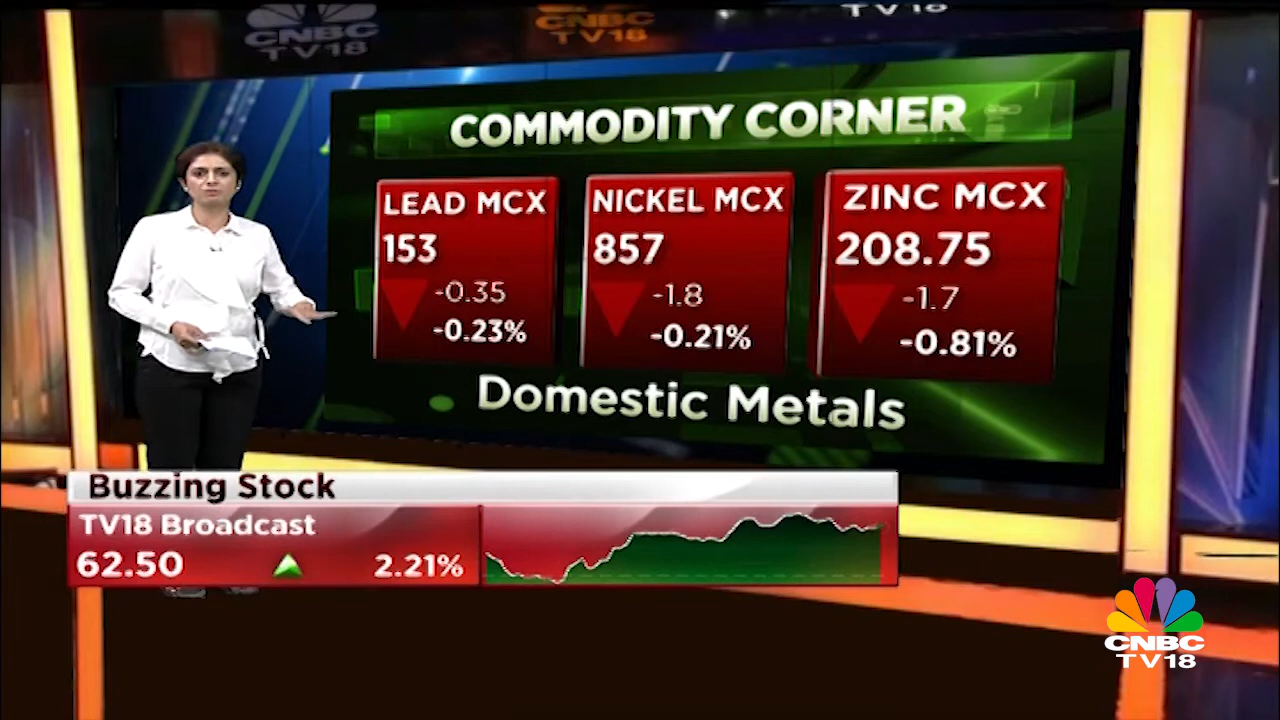 CNBC
TV18
CNBC
TV18
TV18
COMMODITY CORNER
LEAD MCX
153
-0.35
-0.23%
NICKEL MCX
857
-1.8
-0.21%
ZINC MCX
208.75
-1.7
-0.81%
Domestic Metals
Buzzing Stock
TV18 Broadcast
62.50
2.21%
CNBC
TV18